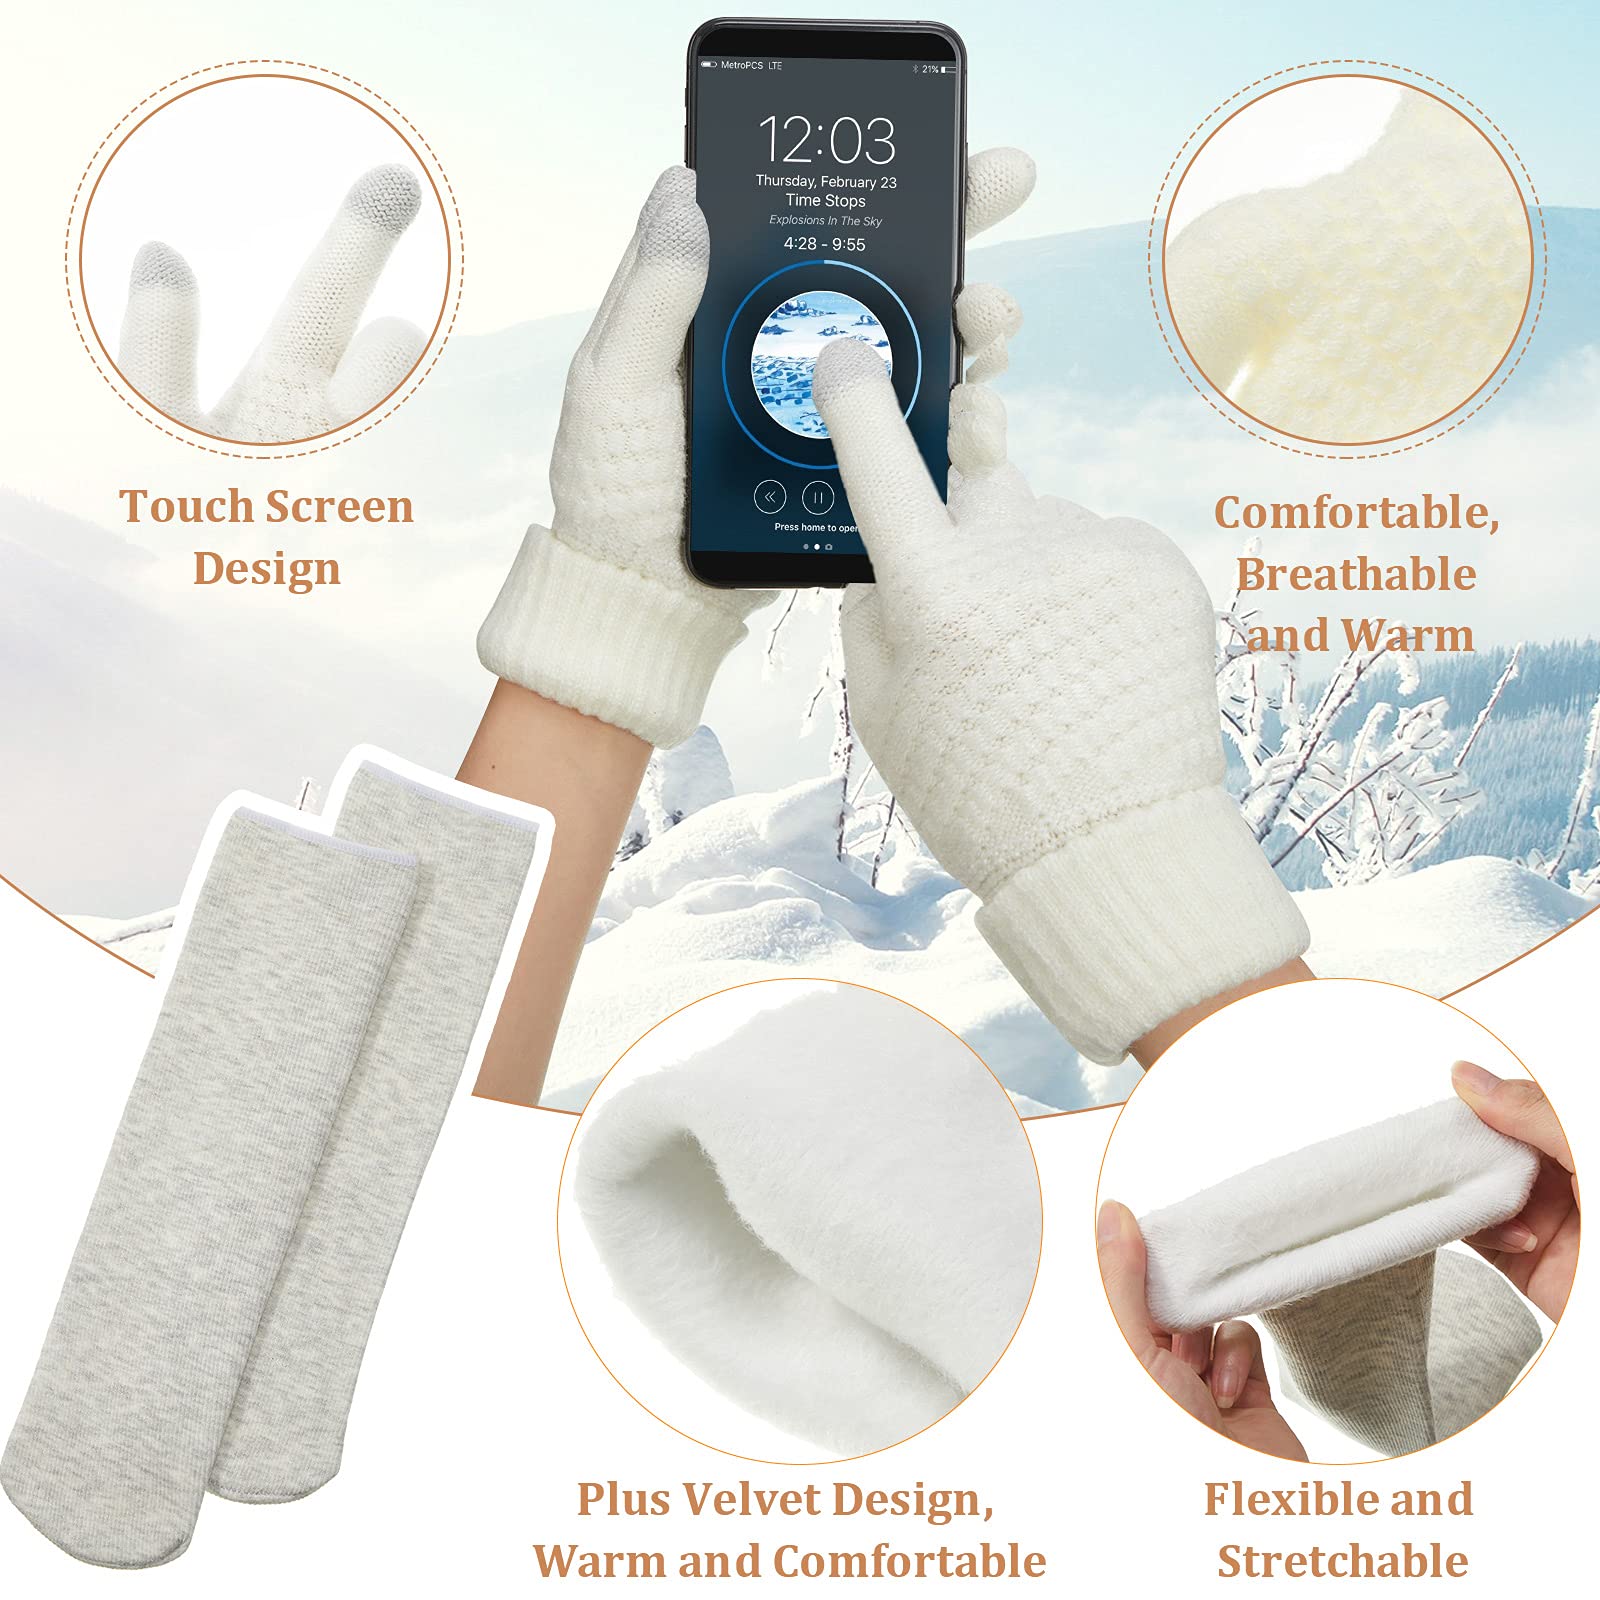 MetroPCS LTE
21%
12:03
Thursday, February 23
Time Stops
Explosions In The Sky
4:28 - 9:55
Press home to open
Touch Screen
Design
Comfortable,
Breathable
and Warm
Plus Velvet Design,
Warm and Comfortable
Flexible and
Stretchable